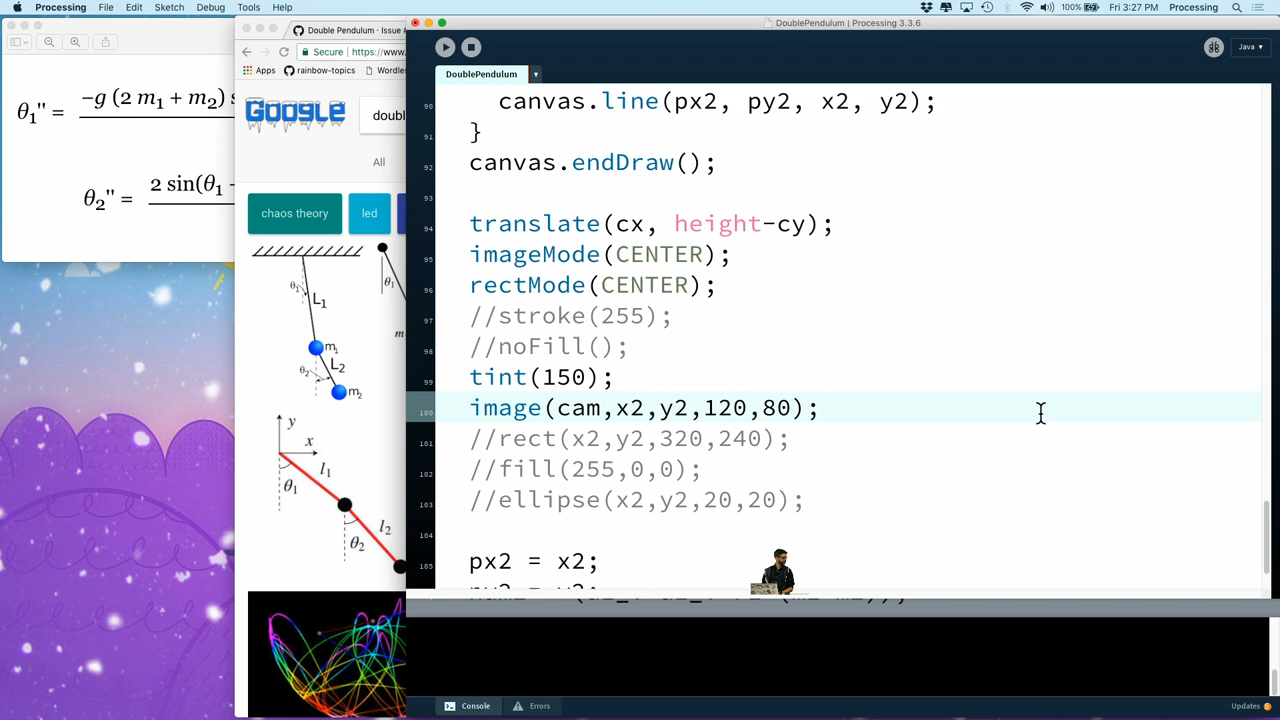 Processing File Edit Sketch Debug Tools Help
100% Fri 3:27 PM Processing
DoublePendulum | Processing 3.3.6
Double Pendulum · Issue
Secure https://www.
Apps rainbow-topics Wordles
Java
DoublePendulum
θ₁'' = −g (2 m₁ + m₂) s
θ₂'' = 2 sin(θ₁ −
Google
doubl
All
chaos theory
led
θ₁
L₁
m₁
θ₂
L₂
m₂
θ₁
m
y
x
l₁
θ₁
l₂
θ₂
90 canvas.line(px2, py2, x2, y2);
91 }
92 canvas.endDraw();
93
94 translate(cx, height-cy);
95 imageMode(CENTER);
96 rectMode(CENTER);
97 //stroke(255);
98 //noFill();
99 tint(150);
100 image(cam,x2,y2,120,80);
101 //rect(x2,y2,320,240);
102 //fill(255,0,0);
103 //ellipse(x2,y2,20,20);
104
105 px2 = x2;
Console Errors
Updates